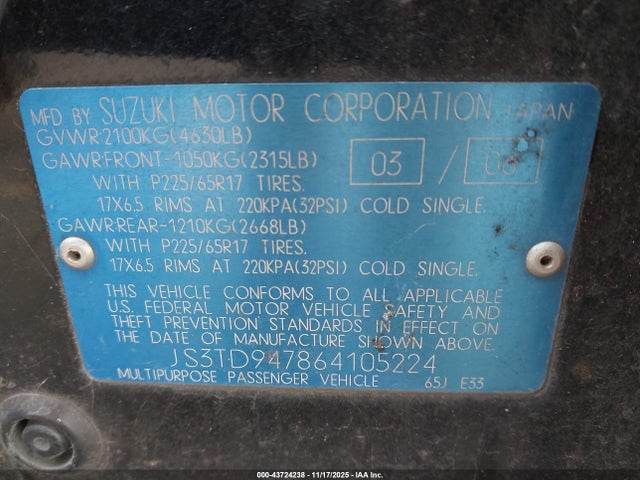 MFD BY SUZUKI MOTOR CORPORATION JAPAN
GVWR:2100KG(4630LB)
GAWR:FRONT-1050KG(2315LB) 03 / 06
WITH P225/65R17 TIRES.
17X6.5 RIMS AT 220KPA(32PSI) COLD SINGLE.
GAWR:REAR-1210KG(2668LB)
WITH P225/65R17 TIRES.
17X6.5 RIMS AT 220KPA(32PSI) COLD SINGLE.
THIS VEHICLE CONFORMS TO ALL APPLICABLE
U.S. FEDERAL MOTOR VEHICLE SAFETY AND
THEFT PREVENTION STANDARDS IN EFFECT ON
THE DATE OF MANUFACTURE SHOWN ABOVE.
JS3TD947864105224
MULTIPURPOSE PASSENGER VEHICLE 65J E33
000-43724238 - 11/17/2025 - IAA Inc.